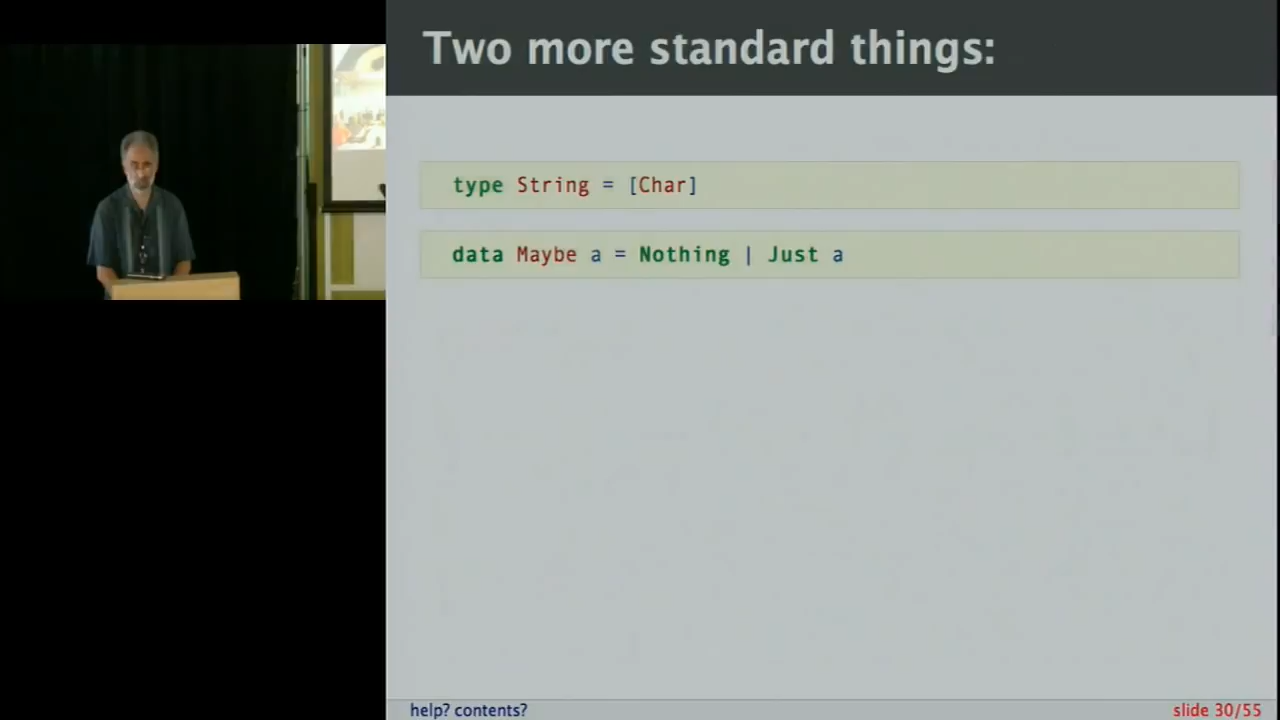 Two more standard things:
type String = [Char]
data Maybe a = Nothing | Just a
help? contents?
slide 30/55